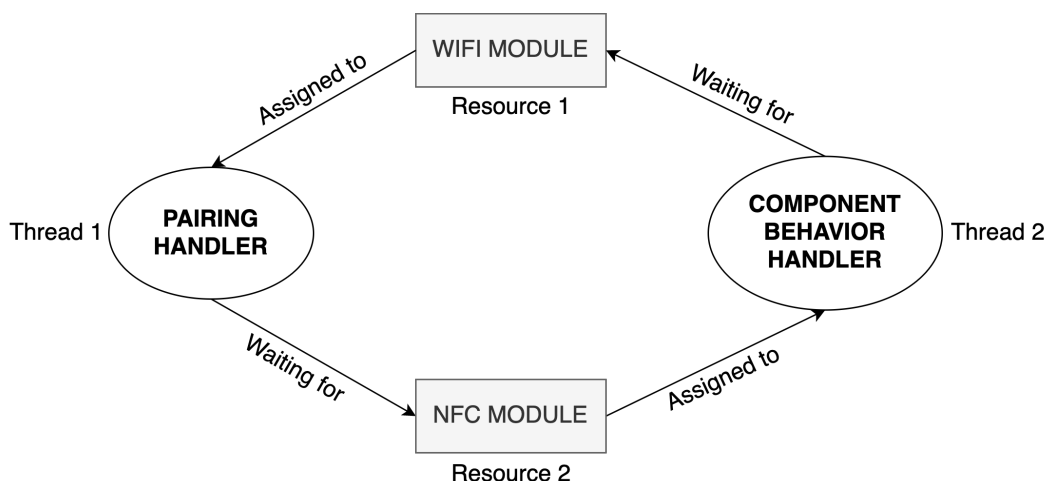 WIFI MODULE
Resource 1
Assigned to
Waiting for
Thread 1
PAIRING
HANDLER
COMPONENT
BEHAVIOR
HANDLER
Thread 2
Waiting for
Assigned to
NFC MODULE
Resource 2